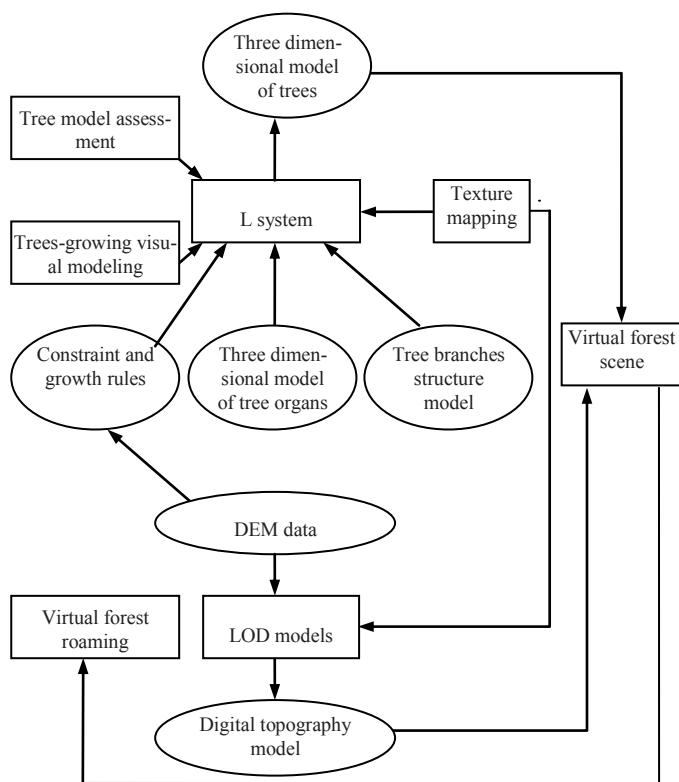 Three dimen-
sional model
of trees
Tree model assess-
ment
L system
Texture
mapping
Trees-growing visu-
al modeling
Constraint and
growth rules
Three dimen-
sional model
of tree organs
Tree branches
structure
model
Virtual forest
scene
DEM data
Virtual forest
roaming
LOD models
Digital topography
model